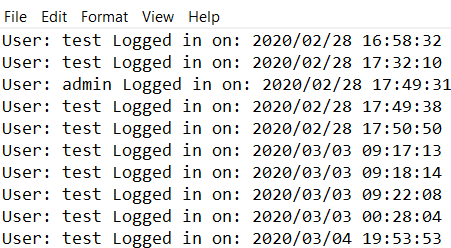 File Edit Format View Help
User: test Logged in on: 2020/02/28 16:58:32
User: test Logged in on: 2020/02/28 17:32:10
User: admin Logged in on: 2020/02/28 17:49:31
User: test Logged in on: 2020/02/28 17:49:38
User: test Logged in on: 2020/02/28 17:50:50
User: test Logged in on: 2020/03/03 09:17:13
User: test Logged in on: 2020/03/03 09:18:14
User: test Logged in on: 2020/03/03 09:22:08
User: test Logged in on: 2020/03/03 00:28:04
User: test Logged in on: 2020/03/04 19:53:53